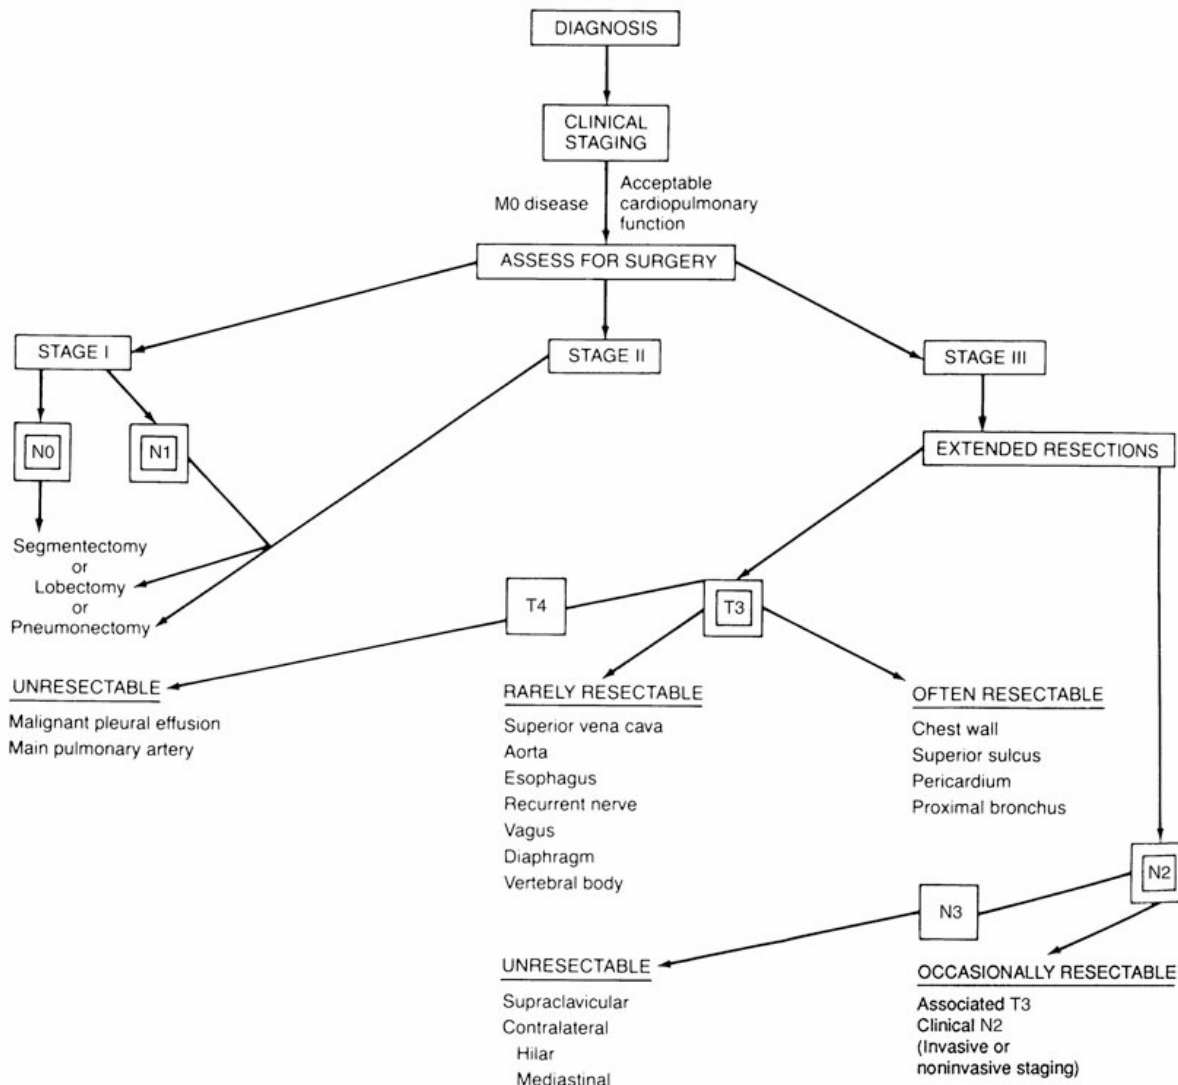 DIAGNOSIS
CLINICAL
STAGING
M0 disease
Acceptable
cardiopulmonary
function
ASSESS FOR SURGERY
STAGE I
STAGE II
STAGE III
N0
N1
EXTENDED RESECTIONS
Segmentectomy
or
Lobectomy
or
Pneumonectomy
T4
T3
UNRESECTABLE
Malignant pleural effusion
Main pulmonary artery
RARELY RESECTABLE
Superior vena cava
Aorta
Esophagus
Recurrent nerve
Vagus
Diaphragm
Vertebral body
OFTEN RESECTABLE
Chest wall
Superior sulcus
Pericardium
Proximal bronchus
N2
N3
UNRESECTABLE
Supraclavicular
Contralateral
Hilar
Mediastinal
OCCASIONALLY RESECTABLE
Associated T3
Clinical N2
(Invasive or
noninvasive staging)